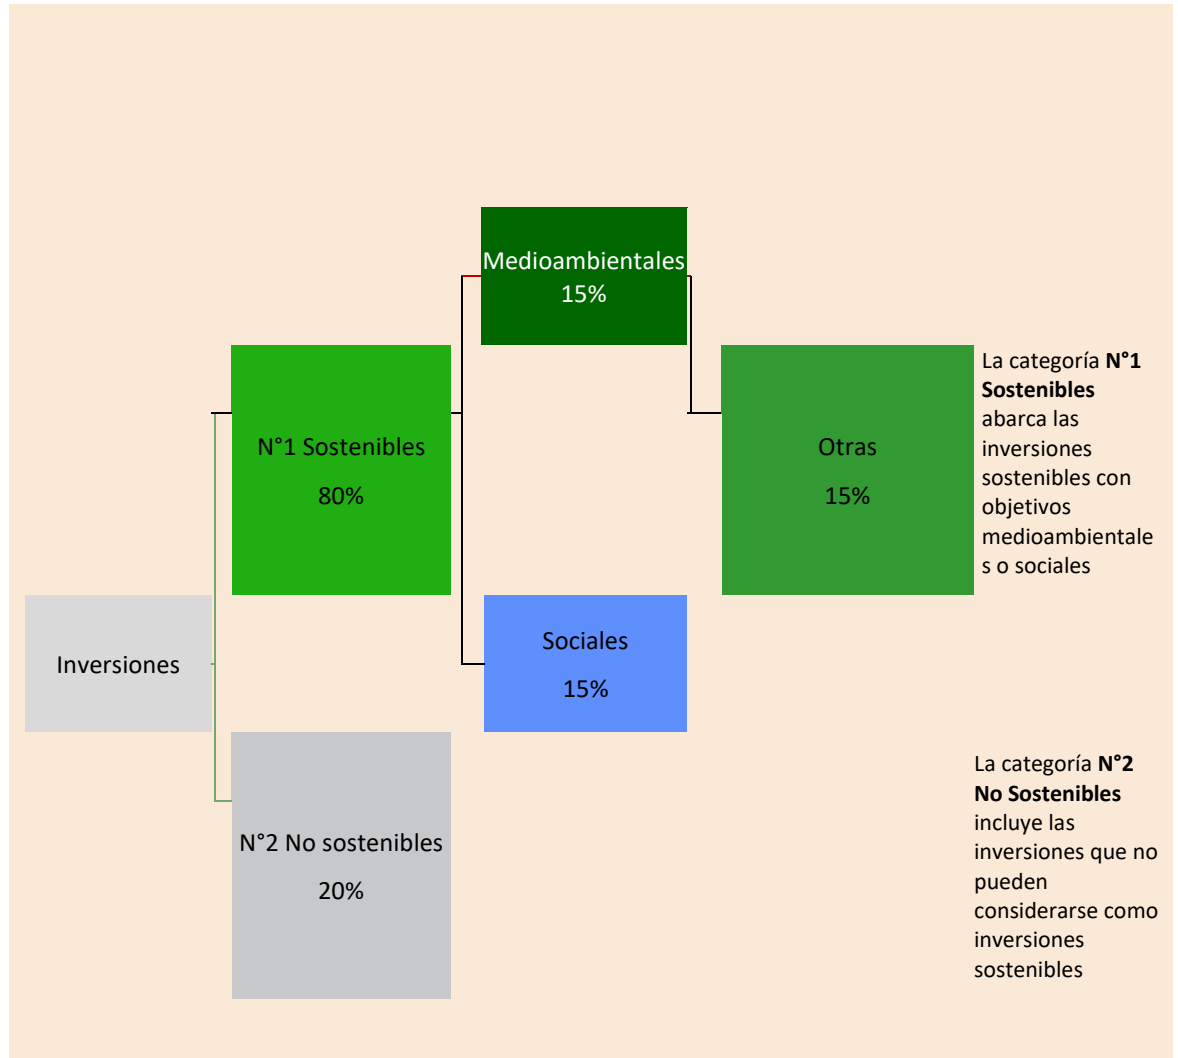 Medioambientales
15%
N°1 Sostenibles
80%
Otras
15%
La categoría N°1
Sostenibles
abarca las
inversiones
sostenibles con
objetivos
medioambientale
s o sociales
Inversiones
Sociales
15%
N°2 No sostenibles
20%
La categoría N°2
No Sostenibles
incluye las
inversiones que no
pueden
considerarse como
inversiones
sostenibles